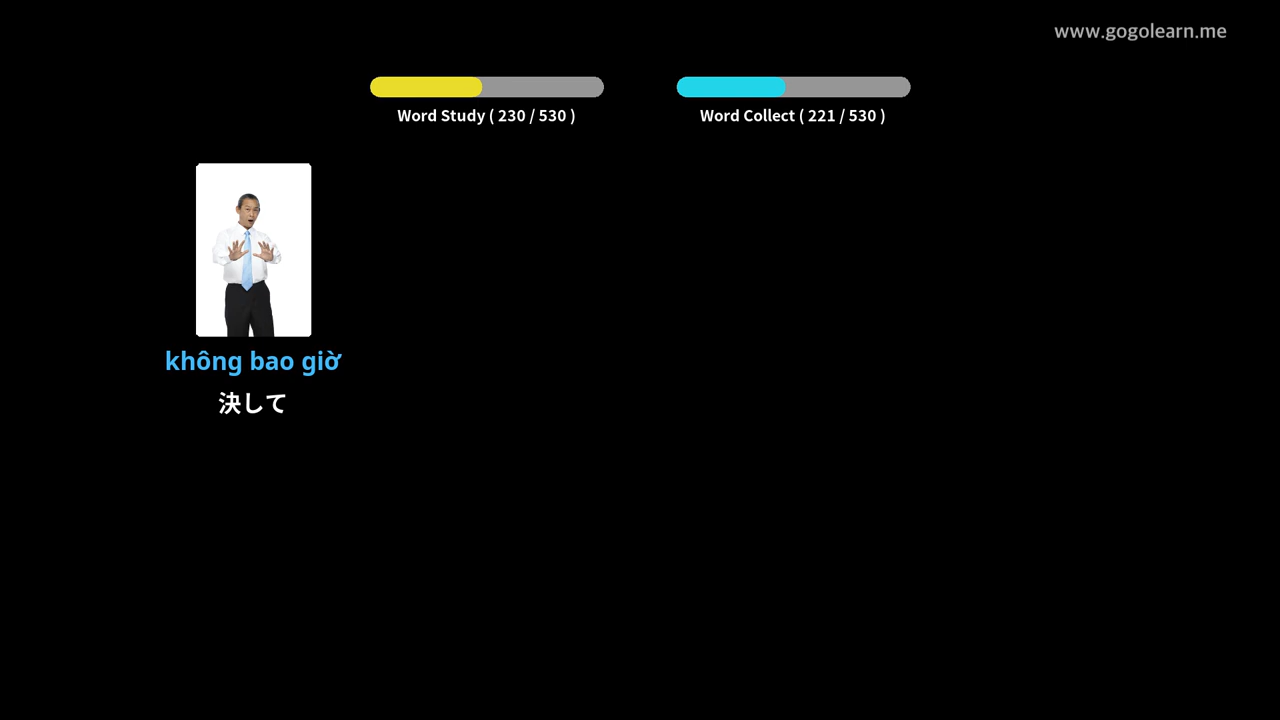 www.gogolearn.me
Word Study ( 230 / 530 )
Word Collect ( 221 / 530 )
không bao giờ
決して